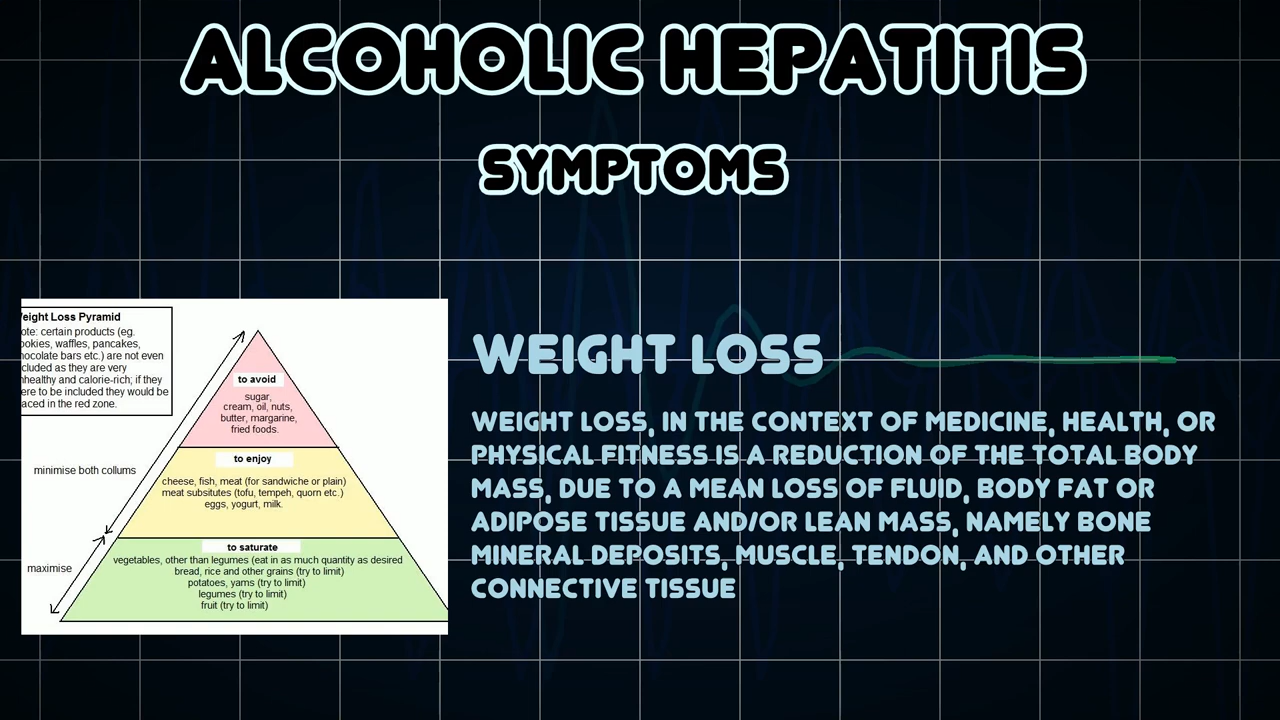 ALCOHOLIC HEPATITIS
SYMPTOMS
eight Loss Pyramid
ote: certain products (eg.
ookies, waffles, pancakes,
hocolate bars etc.) are not even
cluded as they are very
nhealthy and calorie-rich; if they
ere to be included they would be
aced in the red zone.
to avoid
sugar,
cream, oil, nuts,
butter, margarine,
fried foods.
minimise both collums
to enjoy
cheese, fish, meat (for sandwiche or plain)
meat subsitutes (tofu, tempeh, quorn etc.)
eggs, yogurt, milk.
maximise
to saturate
vegetables, other than legumes (eat in as much quantity as desired
bread, rice and other grains (try to limit)
potatoes, yams (try to limit)
legumes (try to limit)
fruit (try to limit)
WEIGHT LOSS
WEIGHT LOSS, IN THE CONTEXT OF MEDICINE, HEALTH, OR
PHYSICAL FITNESS IS A REDUCTION OF THE TOTAL BODY
MASS, DUE TO A MEAN LOSS OF FLUID, BODY FAT OR
ADIPOSE TISSUE AND/OR LEAN MASS, NAMELY BONE
MINERAL DEPOSITS, MUSCLE, TENDON, AND OTHER
CONNECTIVE TISSUE